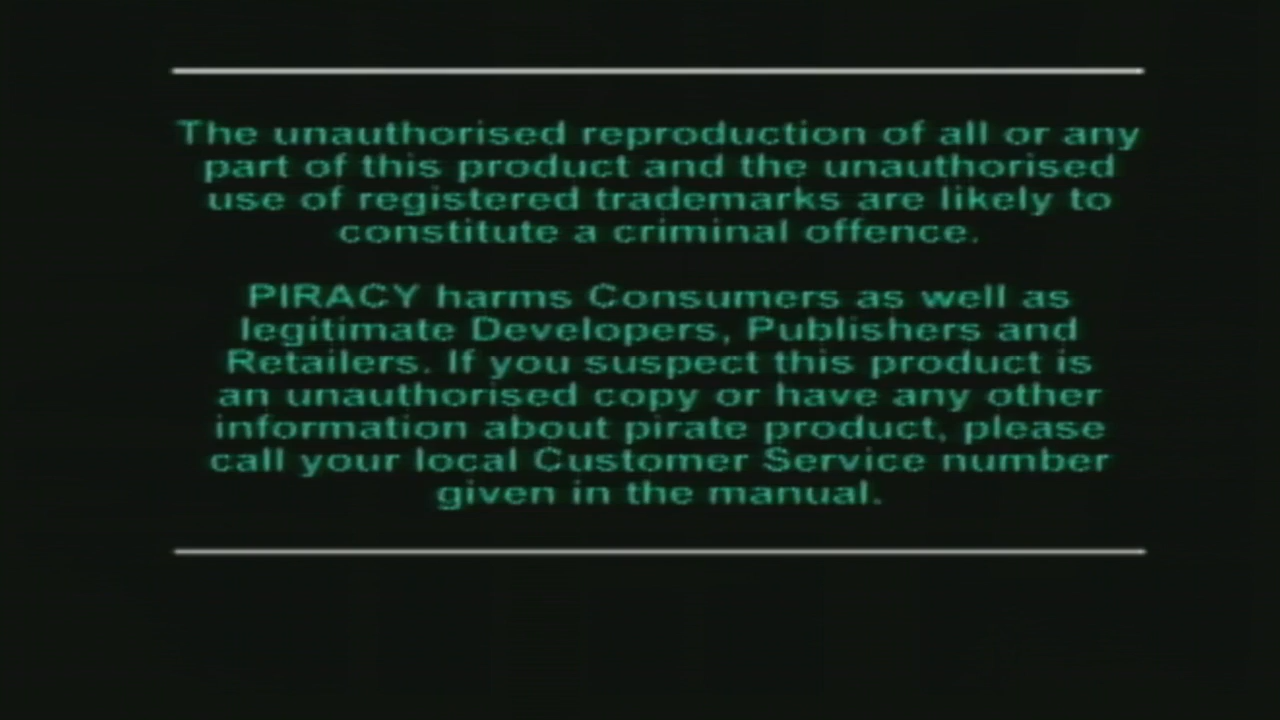 The unauthorised reproduction of all or any
part of this product and the unauthorised
use of registered trademarks are likely to
constitute a criminal offence.
PIRACY harms Consumers as well as
legitimate Developers, Publishers and
Retailers. If you suspect this product is
an unauthorised copy or have any other
information about pirate product, please
call your local Customer Service number
given in the manual.